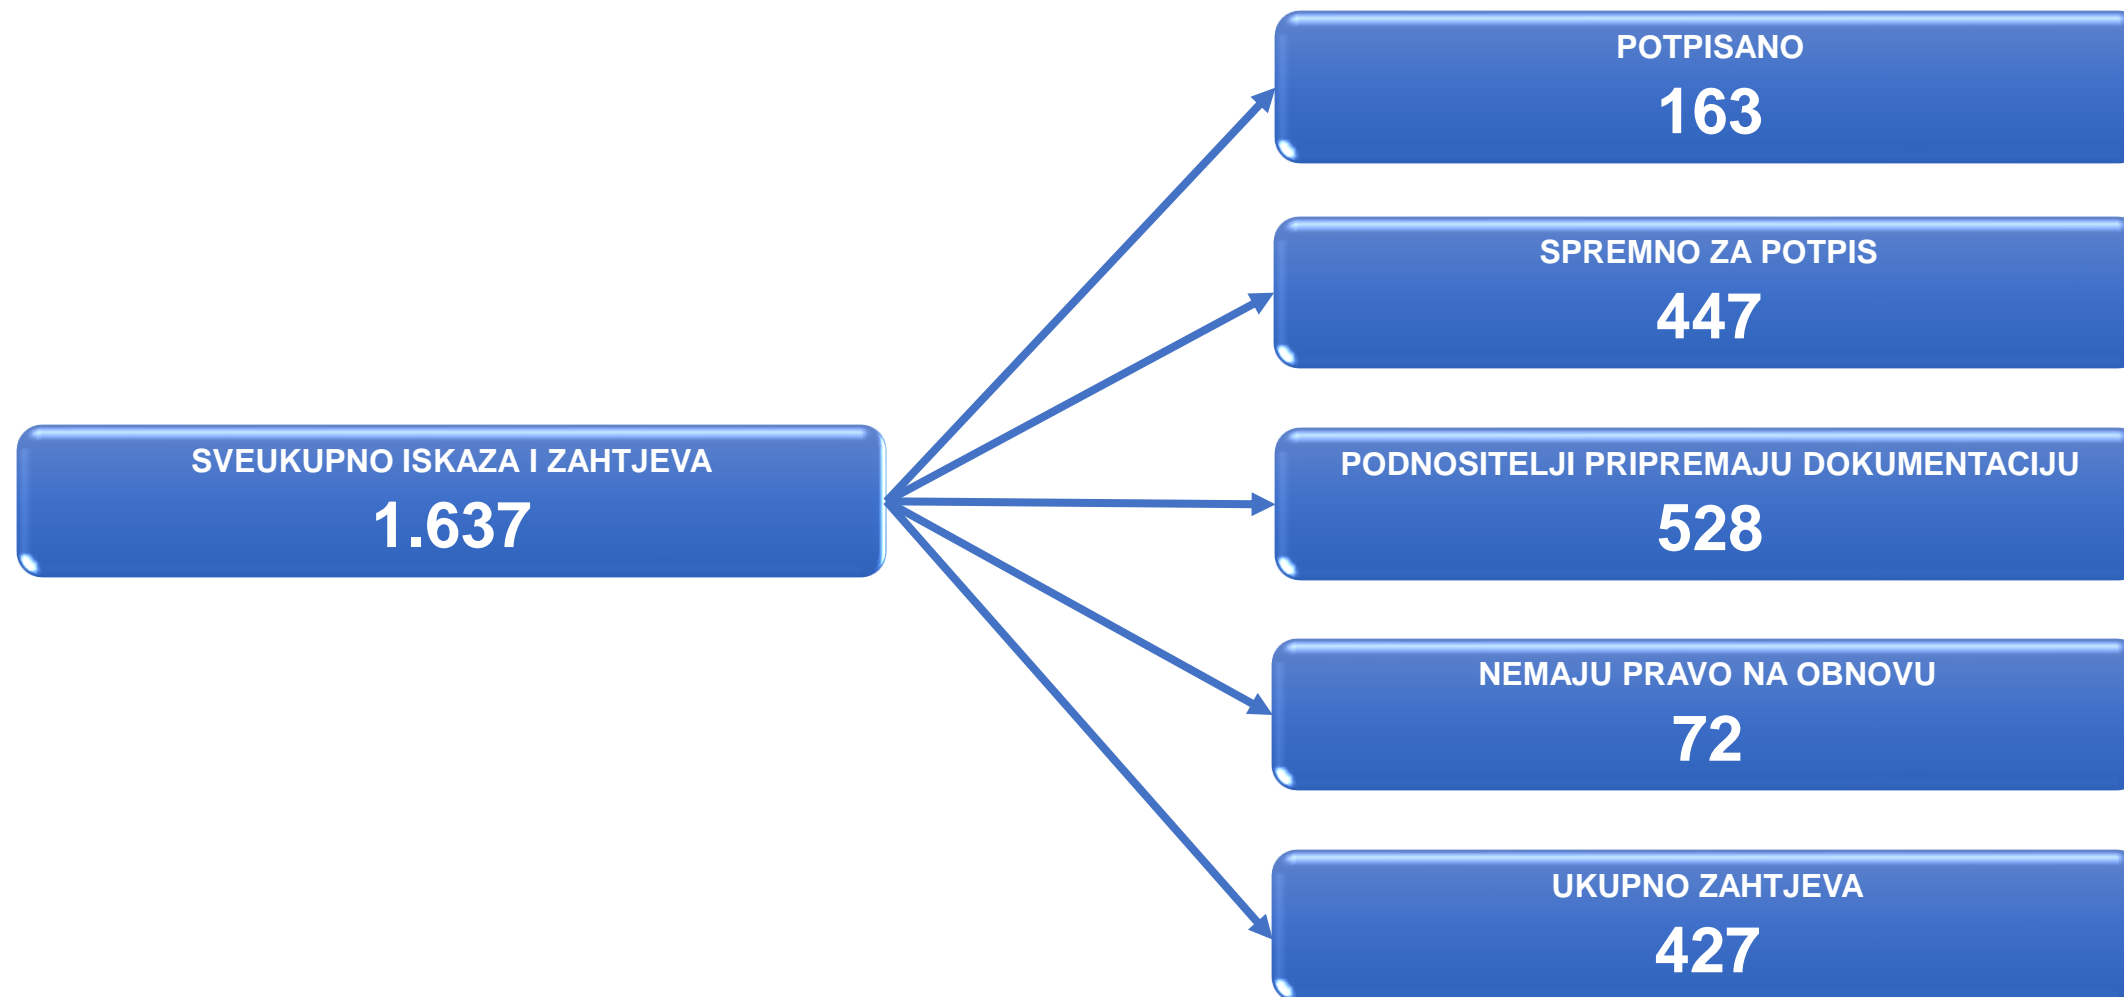 POTPISANO
163
SPREMNO ZA POTPIS
447
SVEUKUPNO ISKAZA I ZAHTJEVA
1.637
PODNOSITELJI PRIPREMAJU DOKUMENTACIJU
528
NEMAJU PRAVO NA OBNOVU
72
UKUPNO ZAHTJEVA
427